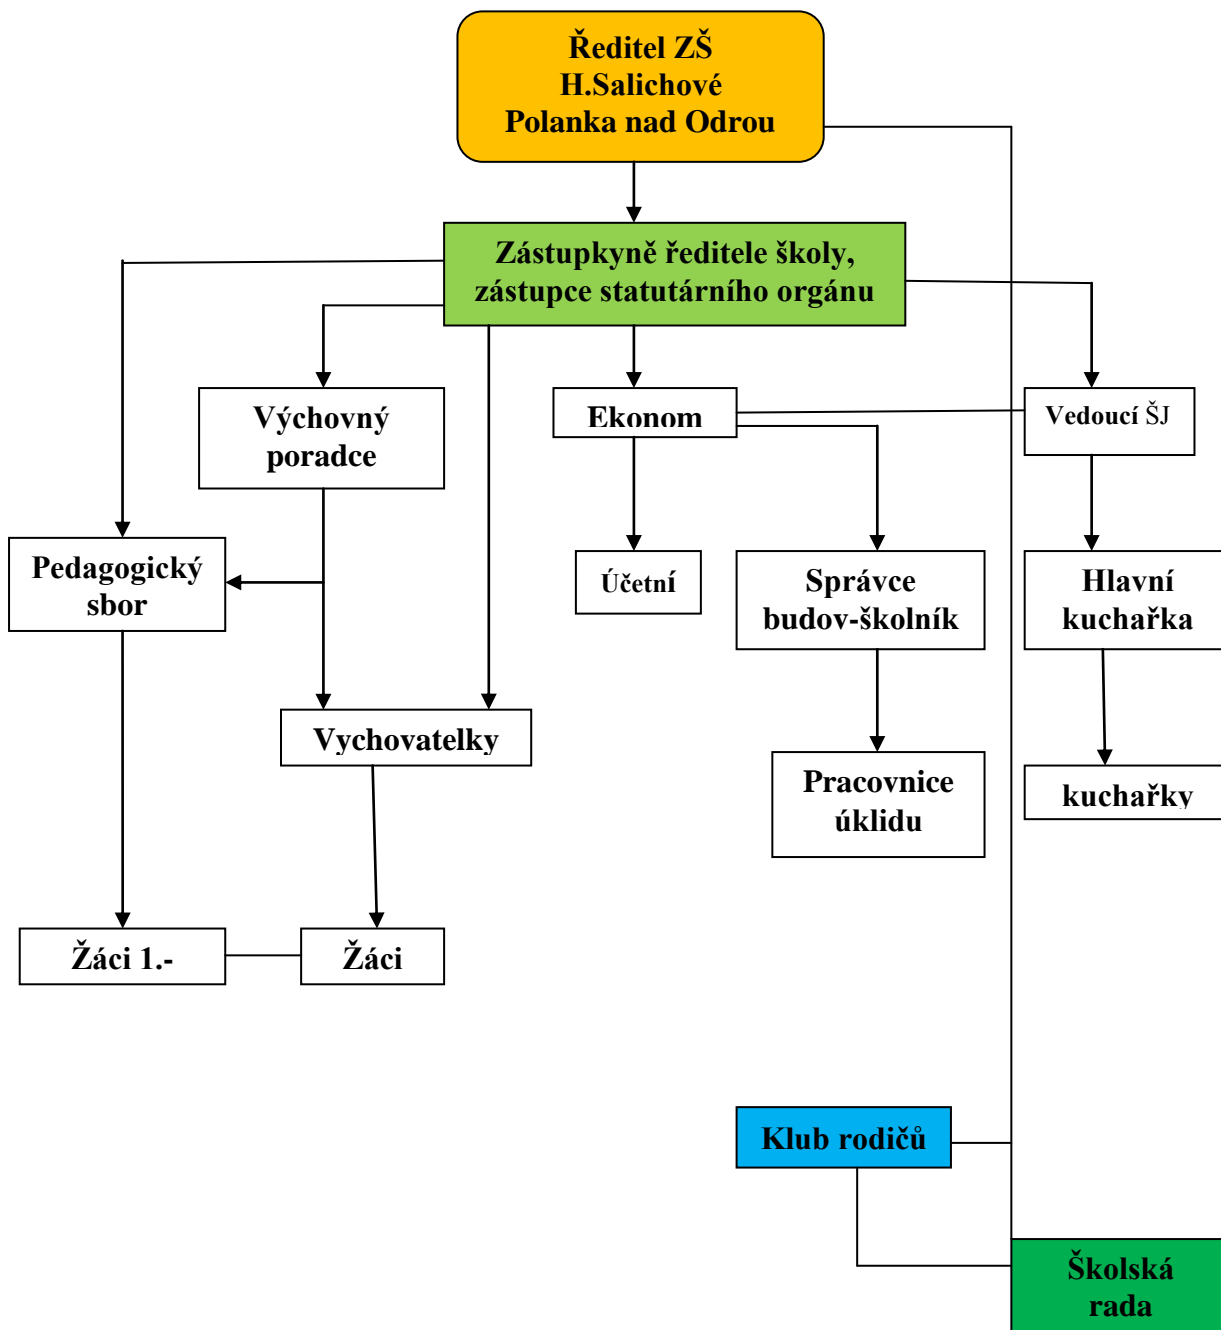 Ředitel ZŠ
H.Salichové
Polanka nad Odrou
Zástupkyně ředitele školy,
zástupce statutárního orgánu
Výchovný
poradce
Ekonom
Vedoucí ŠJ
Pedagogický
sbor
Účetní
Správce
budov-školník
Hlavní
kuchařka
Vychovatelky
Pracovnice
úklidu
kuchařky
Žáci 1.-
Žáci
Klub rodičů
Školská
rada